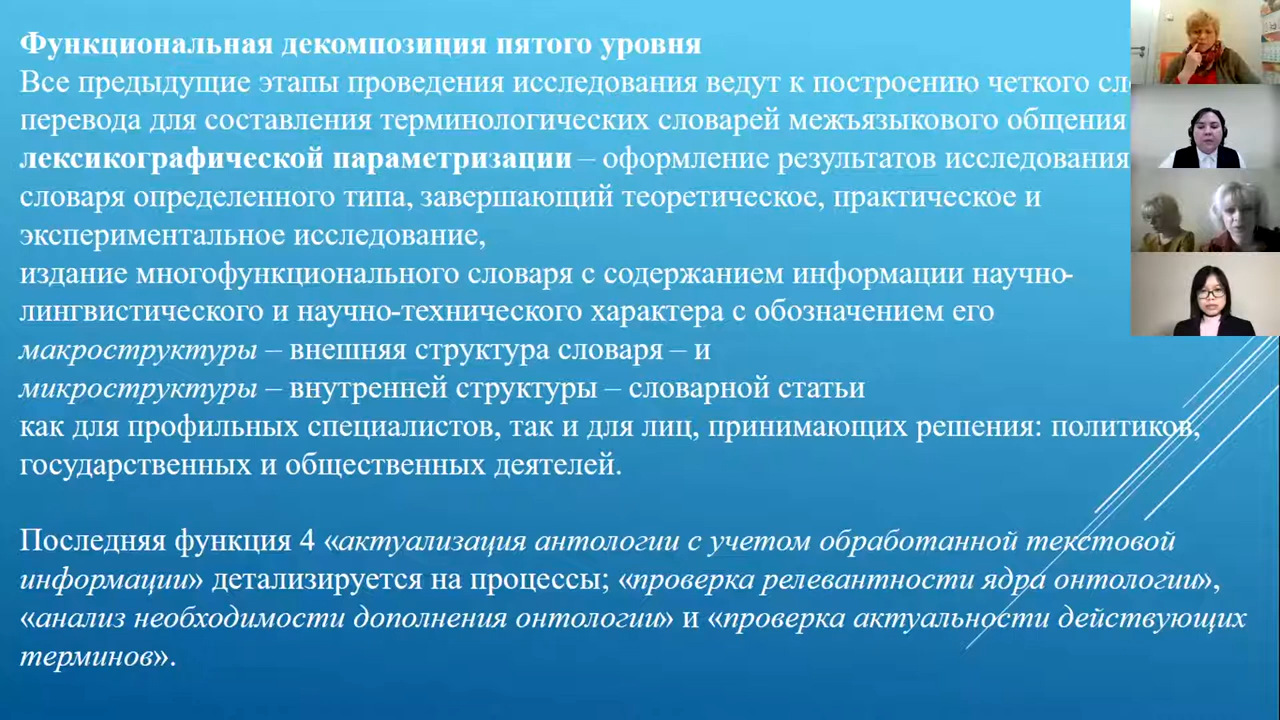 Функциональная декомпозиция пятого уровня
Все предыдущие этапы проведения исследования ведут к построению четкого
перевода для составления терминологических словарей межъязыкового общения
лексикографической параметризации – оформление результатов исследования
словаря определенного типа, завершающий теоретическое, практическое и
экспериментальное исследование,
издание многофункционального словаря с содержанием информации научно-
лингвистического и научно-технического характера с обозначением его
макроструктуры – внешняя структура словаря – и
микроструктуры – внутренней структуры – словарной статьи
как для профильных специалистов, так и для лиц, принимающих решения: политиков,
государственных и общественных деятелей.
Последняя функция 4 «актуализация антологии с учетом обработанной текстовой
информации» детализируется на процессы; «проверка релевантности ядра онтологии»,
«анализ необходимости дополнения онтологии» и «проверка актуальности действующих
терминов».